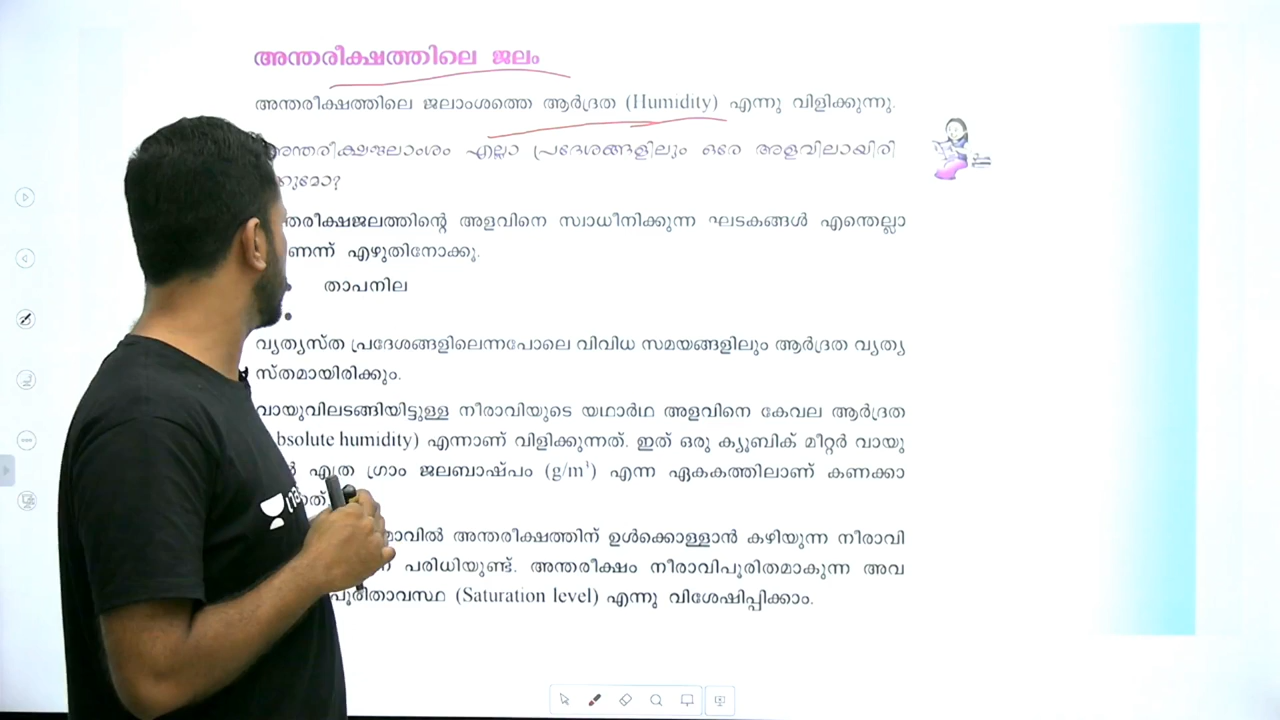 അന്തരീക്ഷത്തിലെ ജലം
അന്തരീക്ഷത്തിലെ ജലാംശത്തെ ആർദ്രത (Humidity) എന്നു വിളിക്കുന്നു.
അന്തരീക്ഷജലാംശം എല്ലാ പ്രദേശങ്ങളിലും ഒരേ അളവിലായിരി
ക്കുമോ?
ന്തരീക്ഷജലത്തിന്റെ അളവിനെ സ്വാധീനിക്കുന്ന ഘടകങ്ങൾ എന്തെല്ലാ
ണെന്ന് എഴുതിനോക്കൂ.
താപനില
വ്യത്യസ്ത പ്രദേശങ്ങളിലെന്നപോലെ വിവിധ സമയങ്ങളിലും ആർദ്രത വ്യത്യ
സ്തമായിരിക്കും.
വായുവിലടങ്ങിയിട്ടുള്ള നീരാവിയുടെ യഥാർഥ അളവിനെ കേവല ആർദ്രത
bsolute humidity) എന്നാണ് വിളിക്കുന്നത്. ഇത് ഒരു ക്യൂബിക് മീറ്റർ വായു
എത്ര ഗ്രാം ജലബാഷ്പം (g/m³) എന്ന ഏകകത്തിലാണ് കണക്കാ
അന്തരീക്ഷത്തിന് ഉൾക്കൊള്ളാൻ കഴിയുന്ന നീരാവി
പരിധിയുണ്ട്. അന്തരീക്ഷം നീരാവിപൂരിതമാകുന്ന അവ
പൂരിതാവസ്ഥ (Saturation level) എന്നു വിശേഷിപ്പിക്കാം.